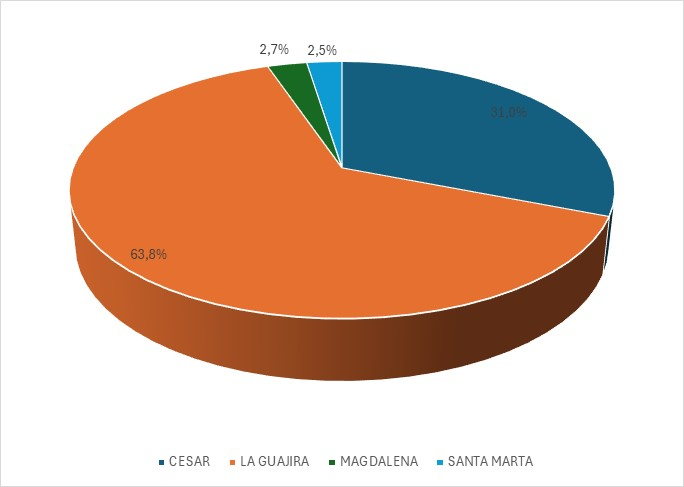 2,7%
2,5%
31,0%
63,8%
CESAR LA GUAJIRA MAGDALENA SANTA MARTA